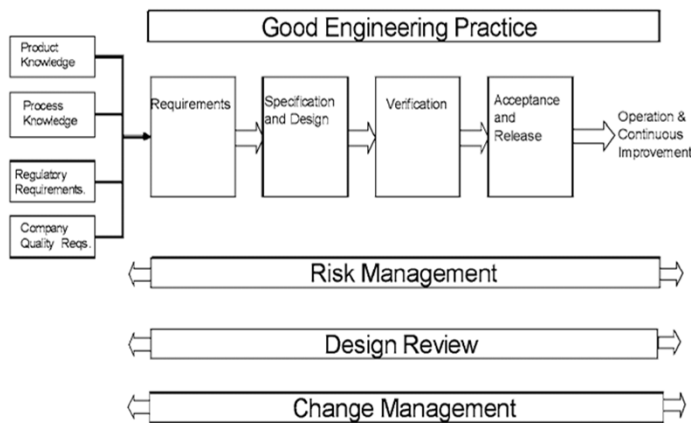 Good Engineering Practice
Product
Knowledge
Process
Knowledge
Regulatory
Requirements.
Company
Quality Reqs.
Requirements
Specification
and Design
Verification
Acceptance
and
Release
Operation &
Continuous
Improvement
Risk Management
Design Review
Change Management